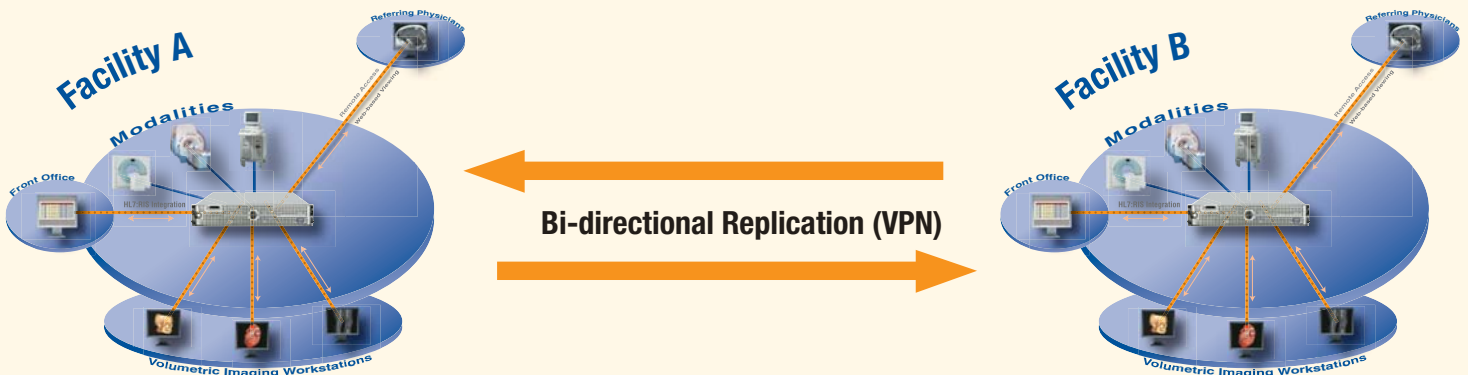 Referring Physicians
Facility A
Remote Access
Web-based Viewing
Modalities
Front Office
HL7:RIS Integration
Volumetric Imaging Workstations
Bi-directional Replication (VPN)
Referring Physicians
Facility B
Remote Access
Web-based Viewing
Modalities
Front Office
HL7:RIS Integration
Volumetric Imaging Workstations